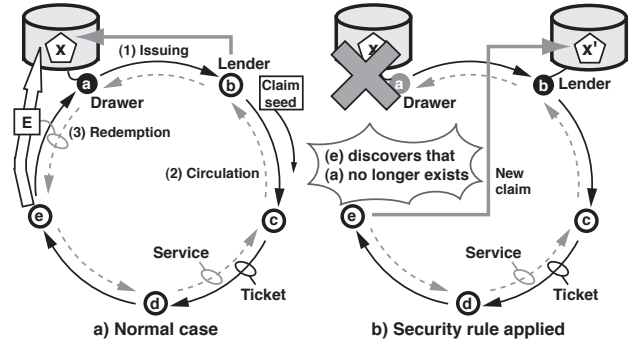 x
(1) Issuing
a
Drawer
Lender
b
Claim
seed
E
(3) Redemption
(2) Circulation
e
c
Service
Ticket
d
a) Normal case
x
x'
a
Drawer
b
Lender
(e) discovers that
(a) no longer exists
New
claim
e
c
Service
Ticket
d
b) Security rule applied